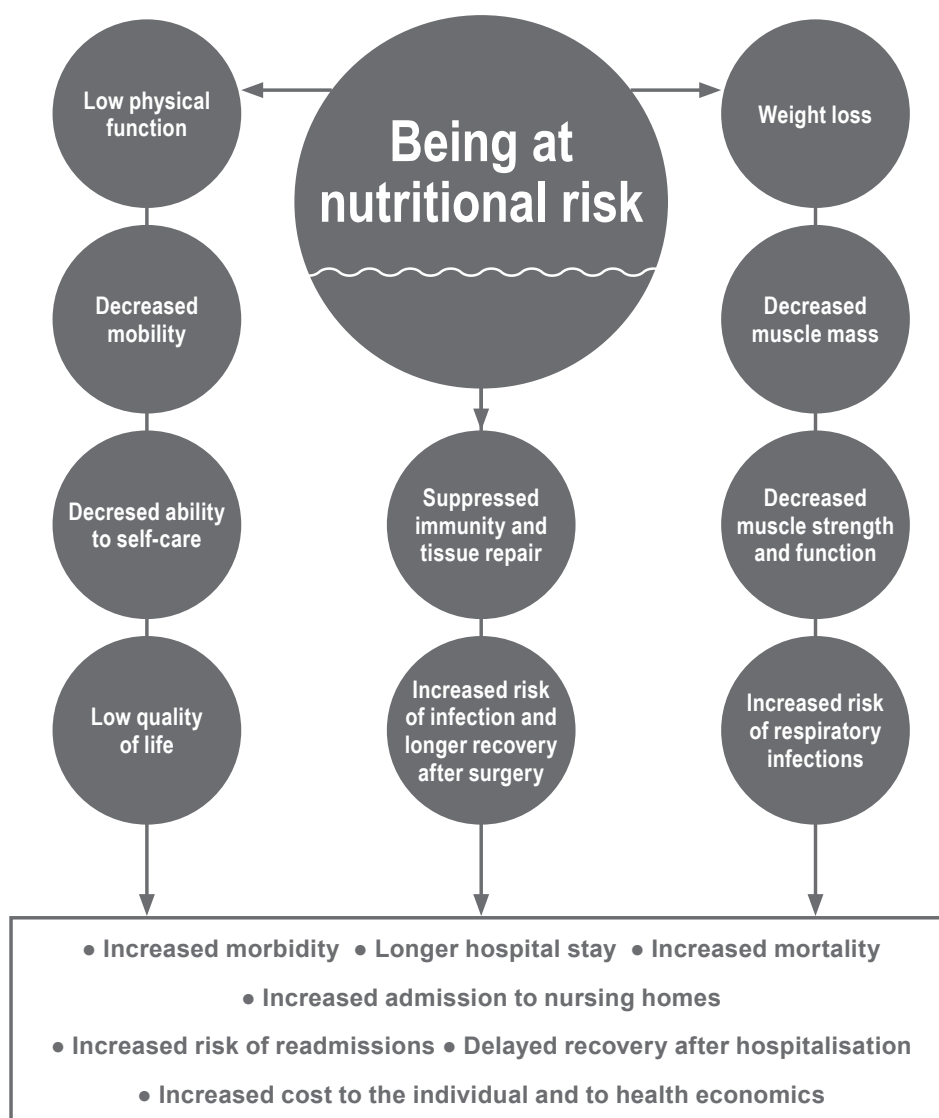 Being at
nutritional risk
Low physical
function
Decreased
mobility
Decresed ability
to self-care
Low quality
of life
Suppressed
immunity and
tissue repair
Increased risk
of infection and
longer recovery
after surgery
Weight loss
Decreased
muscle mass
Decreased
muscle strength
and function
Increased risk
of respiratory
infections
● Increased morbidity ● Longer hospital stay ● Increased mortality
● Increased admission to nursing homes
● Increased risk of readmissions ● Delayed recovery after hospitalisation
● Increased cost to the individual and to health economics